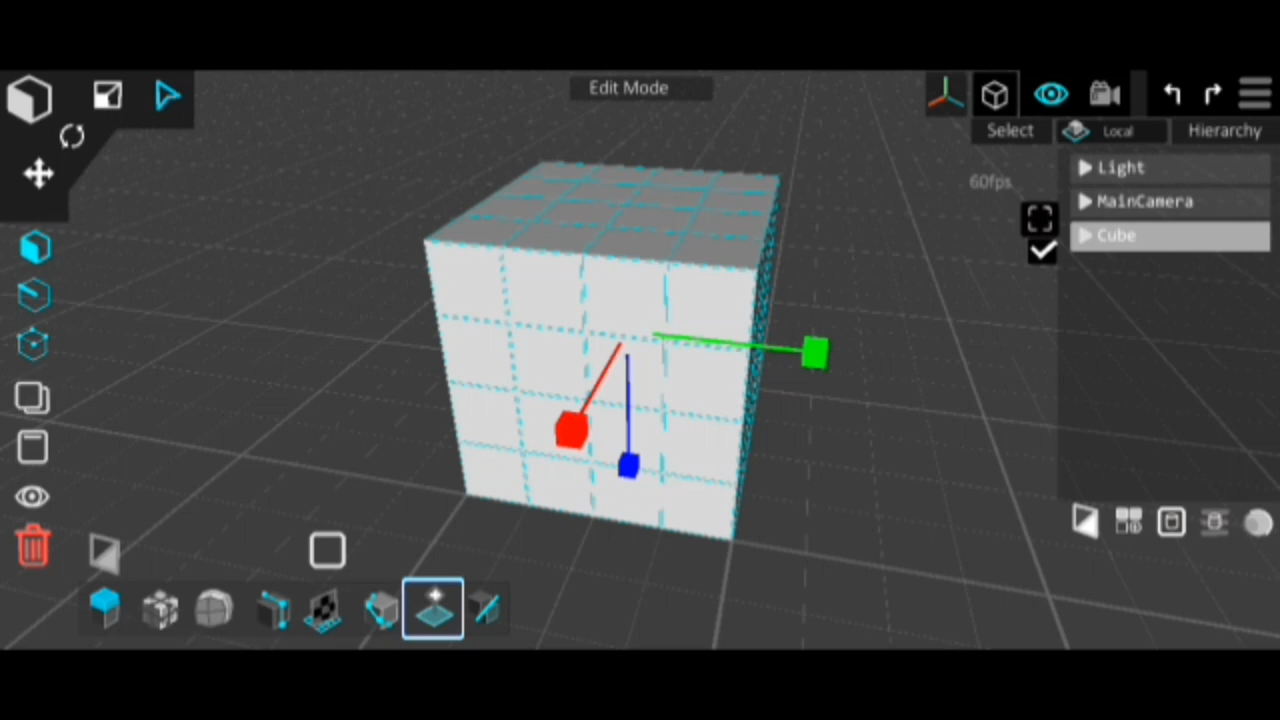 Edit Mode
Select
Local
Hierarchy
Light
60fps
MainCamera
Cube